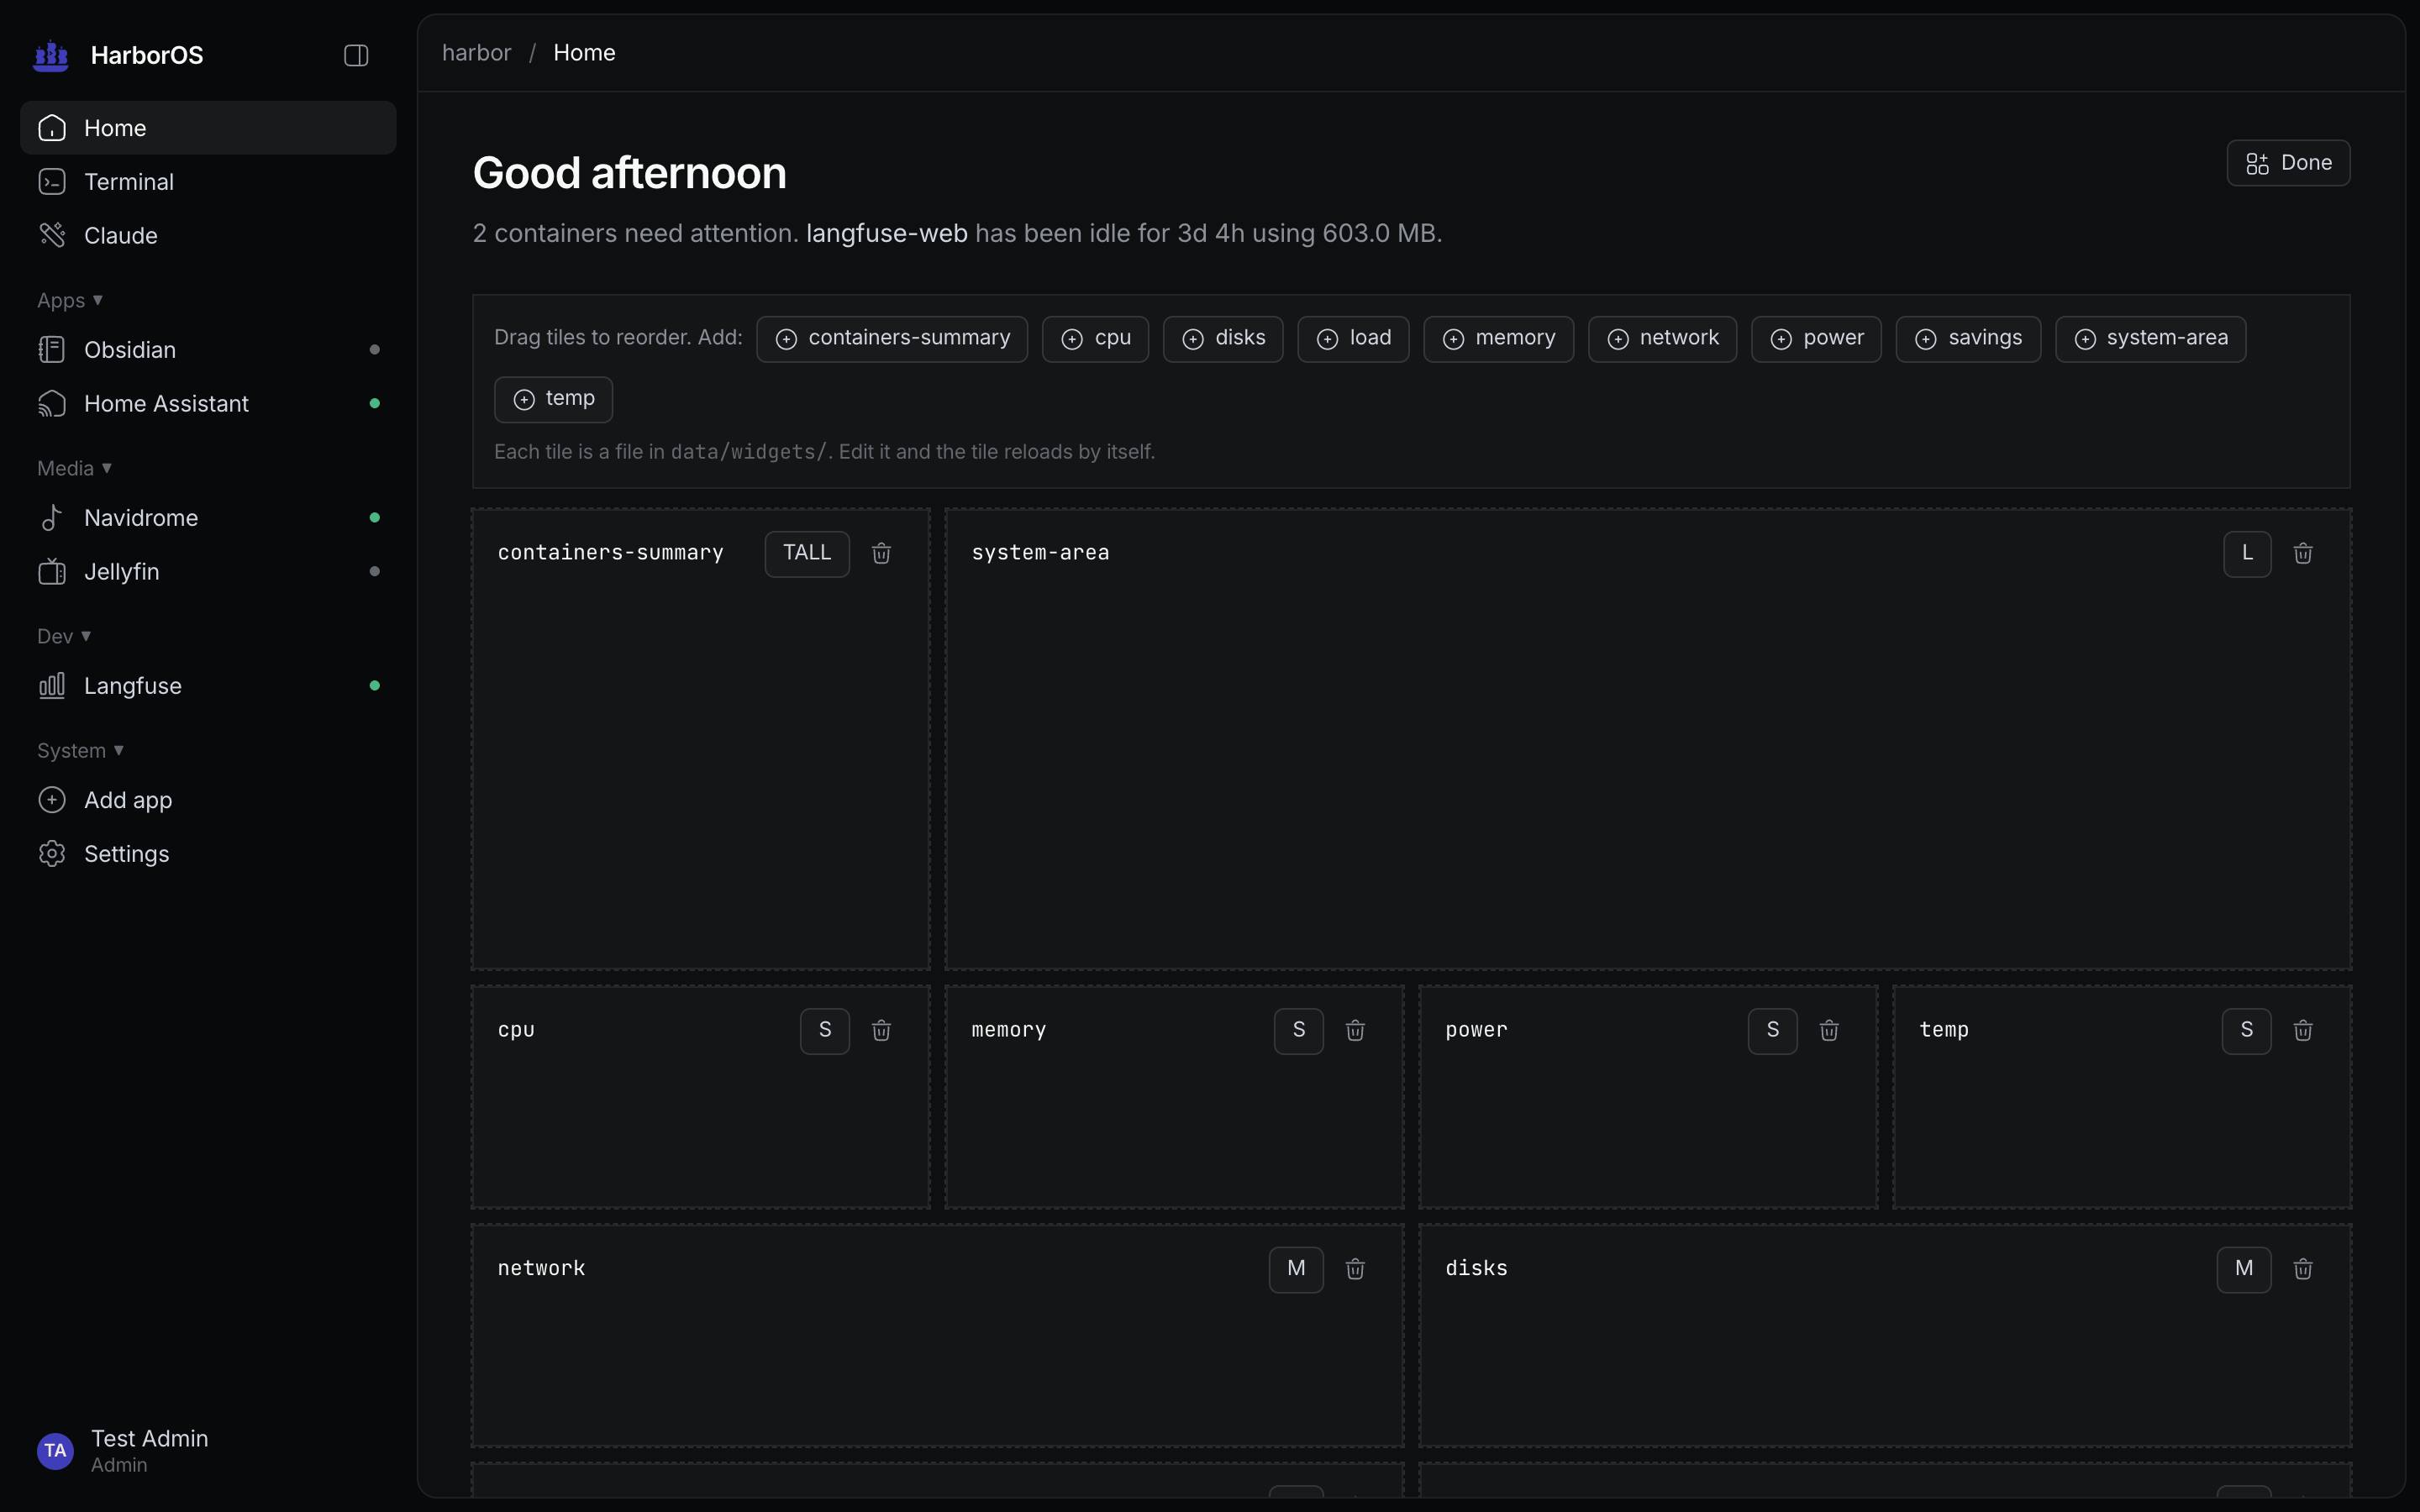 HarborOS
Home
Terminal
Claude
Apps ▼
Obsidian
Home Assistant
Media ▼
Navidrome
Jellyfin
Dev ▼
Langfuse
System ▼
Add app
Settings
TA
Test Admin
Admin
harbor / Home
Good afternoon
Done
2 containers need attention. langfuse-web has been idle for 3d 4h using 603.0 MB.
Drag tiles to reorder. Add: containers-summary cpu disks load memory network power savings system-area
temp
Each tile is a file in data/widgets/. Edit it and the tile reloads by itself.
containers-summary TALL
system-area L
cpu S
memory S
power S
temp S
network M
disks M